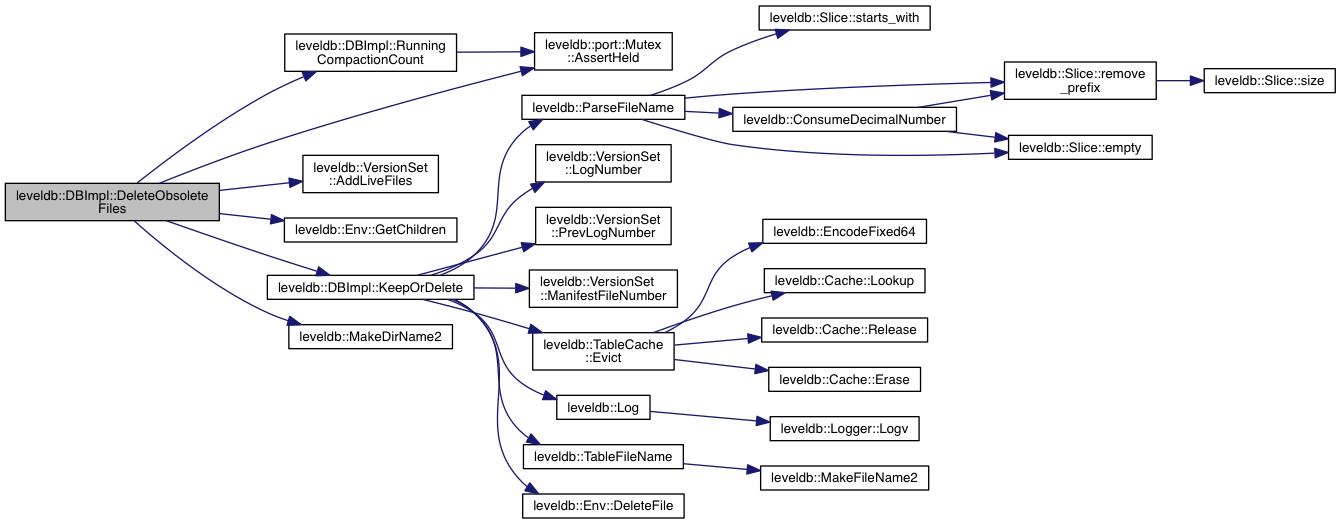 leveldb::DBImpl::DeleteObsolete
Files
leveldb::DBImpl::Running
CompactionCount
leveldb::port::Mutex
::AssertHeld
leveldb::VersionSet
::AddLiveFiles
leveldb::Env::GetChildren
leveldb::DBImpl::KeepOrDelete
leveldb::MakeDirName2
leveldb::ParseFileName
leveldb::VersionSet
::LogNumber
leveldb::VersionSet
::PrevLogNumber
leveldb::VersionSet
::ManifestFileNumber
leveldb::TableCache
::Evict
leveldb::Log
leveldb::TableFileName
leveldb::Env::DeleteFile
leveldb::Slice::starts_with
leveldb::ConsumeDecimalNumber
leveldb::Slice::remove
_prefix
leveldb::Slice::size
leveldb::Slice::empty
leveldb::EncodeFixed64
leveldb::Cache::Lookup
leveldb::Cache::Release
leveldb::Cache::Erase
leveldb::Logger::Logv
leveldb::MakeFileName2